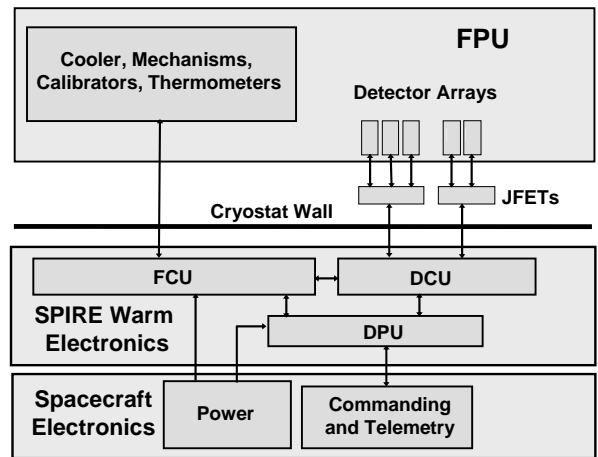 FPU
Cooler, Mechanisms,
Calibrators, Thermometers
Detector Arrays
JFETs
Cryostat Wall
FCU
DCU
SPIRE Warm
Electronics
DPU
Spacecraft
Electronics
Power
Commanding
and Telemetry